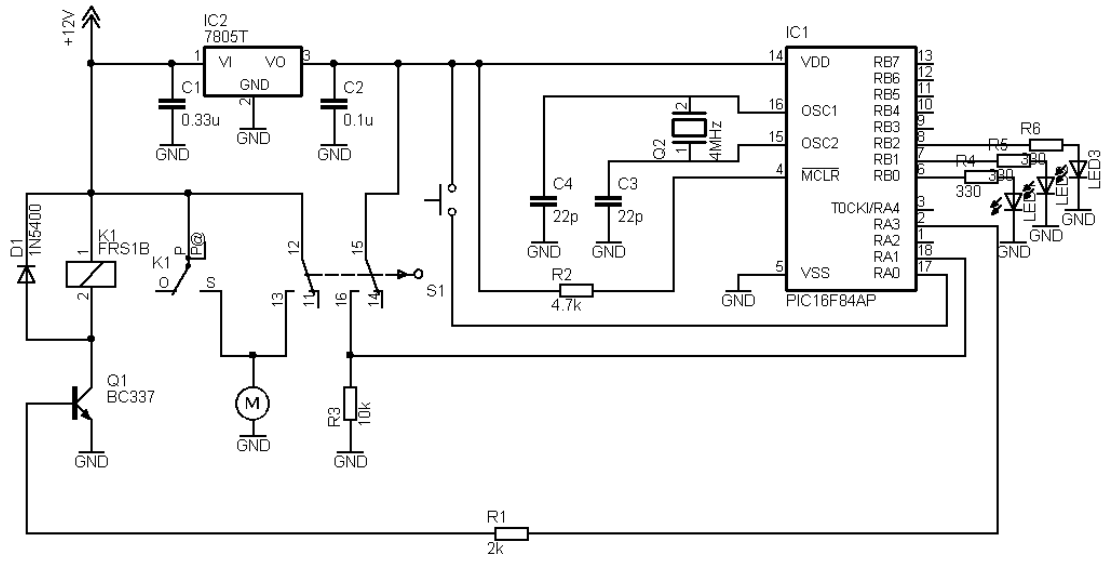 +12V
IC2
7805T
1 VI VO 3
GND
2
C1
0.33u
GND
GND
C2
0.1u
GND
IC1
14 VDD
16 OSC1
15 OSC2
4 MCLR
5 VSS
RB7 13
RB6 12
RB5 11
RB4 10
RB3 9
RB2 8
RB1 7
RB0 6
T0CKI/RA4 3
RA3 2
RA2 1
RA1 18
RA0 17
PIC16F84AP
GND
Q2
2
1
4MHz
C4
22p
GND
C3
22p
GND
R6
R5
330
R4
330
330
LED3
GND
GND
GND
D1
1N5400
K1
FRS1B
1
2
K1
P
P@
O
S
12
13
11
15
16
14
S1
R2
4.7k
Q1
BC337
GND
M
GND
R3
10k
GND
R1
2k